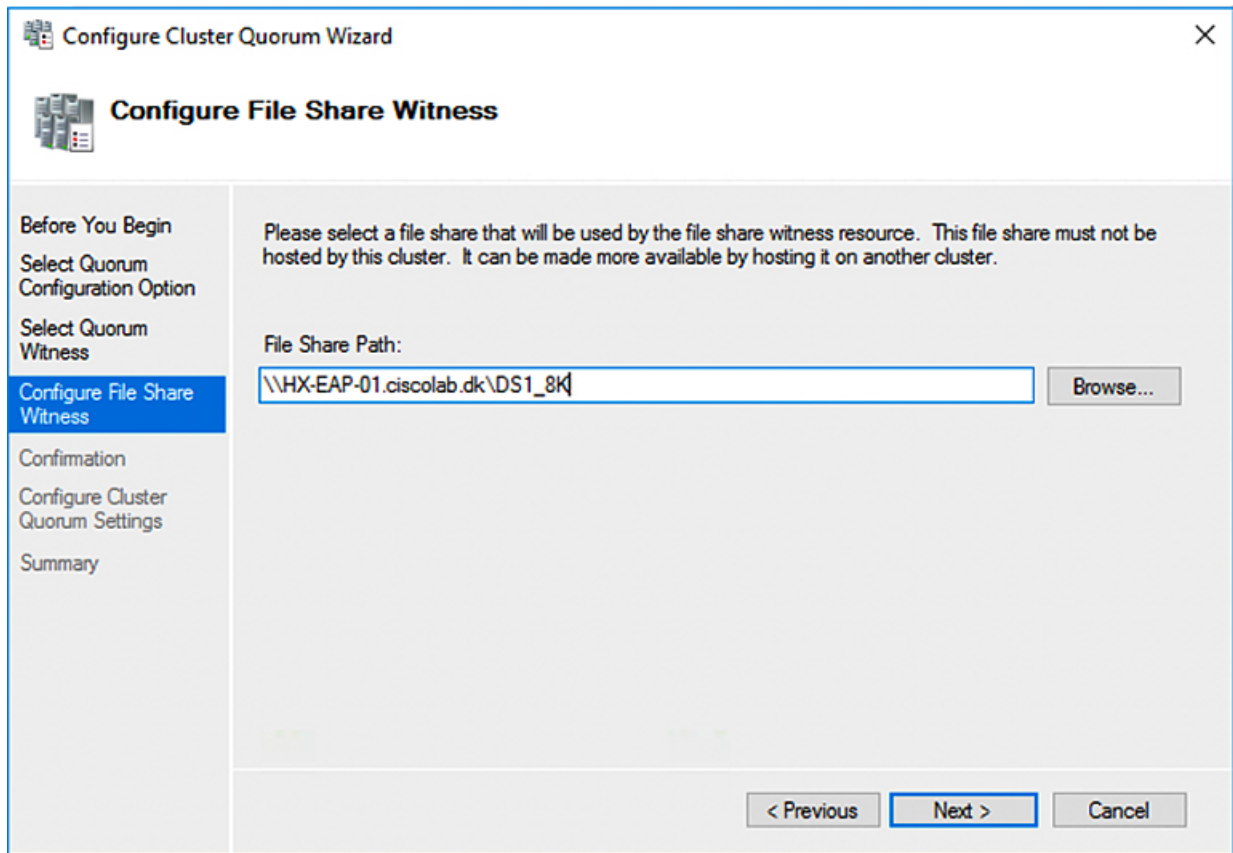 Configure Cluster Quorum Wizard
Configure File Share Witness
Before You Begin
Select Quorum
Configuration Option
Select Quorum
Witness
Configure File Share
Witness
Confirmation
Configure Cluster
Quorum Settings
Summary
Please select a file share that will be used by the file share witness resource.  This file share must not be
hosted by this cluster.  It can be made more available by hosting it on another cluster.
File Share Path:
\\HX-EAP-01.ciscolab.dk\DS1_8K
Browse...
< Previous
Next >
Cancel